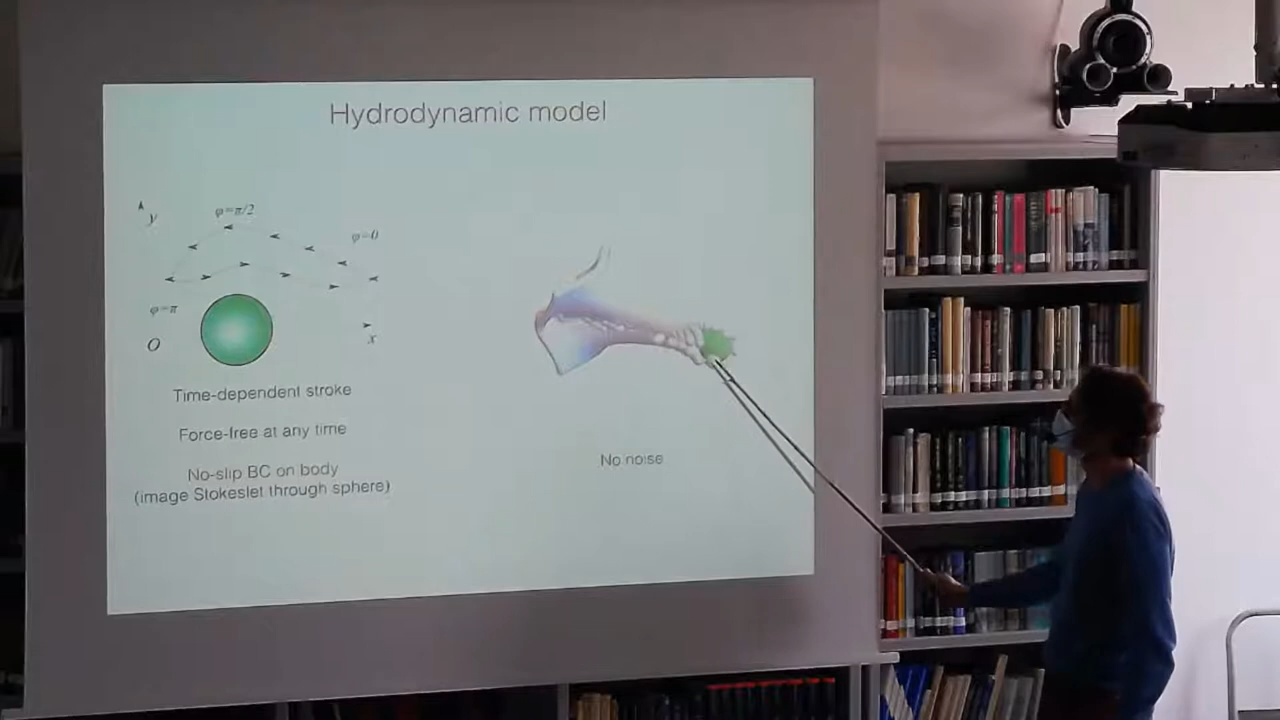 Hydrodynamic model
y
φ=π/2
φ=0
φ=π
O
x
Time-dependent stroke
Force-free at any time
No-slip BC on body
(image Stokeslet through sphere)
No noise